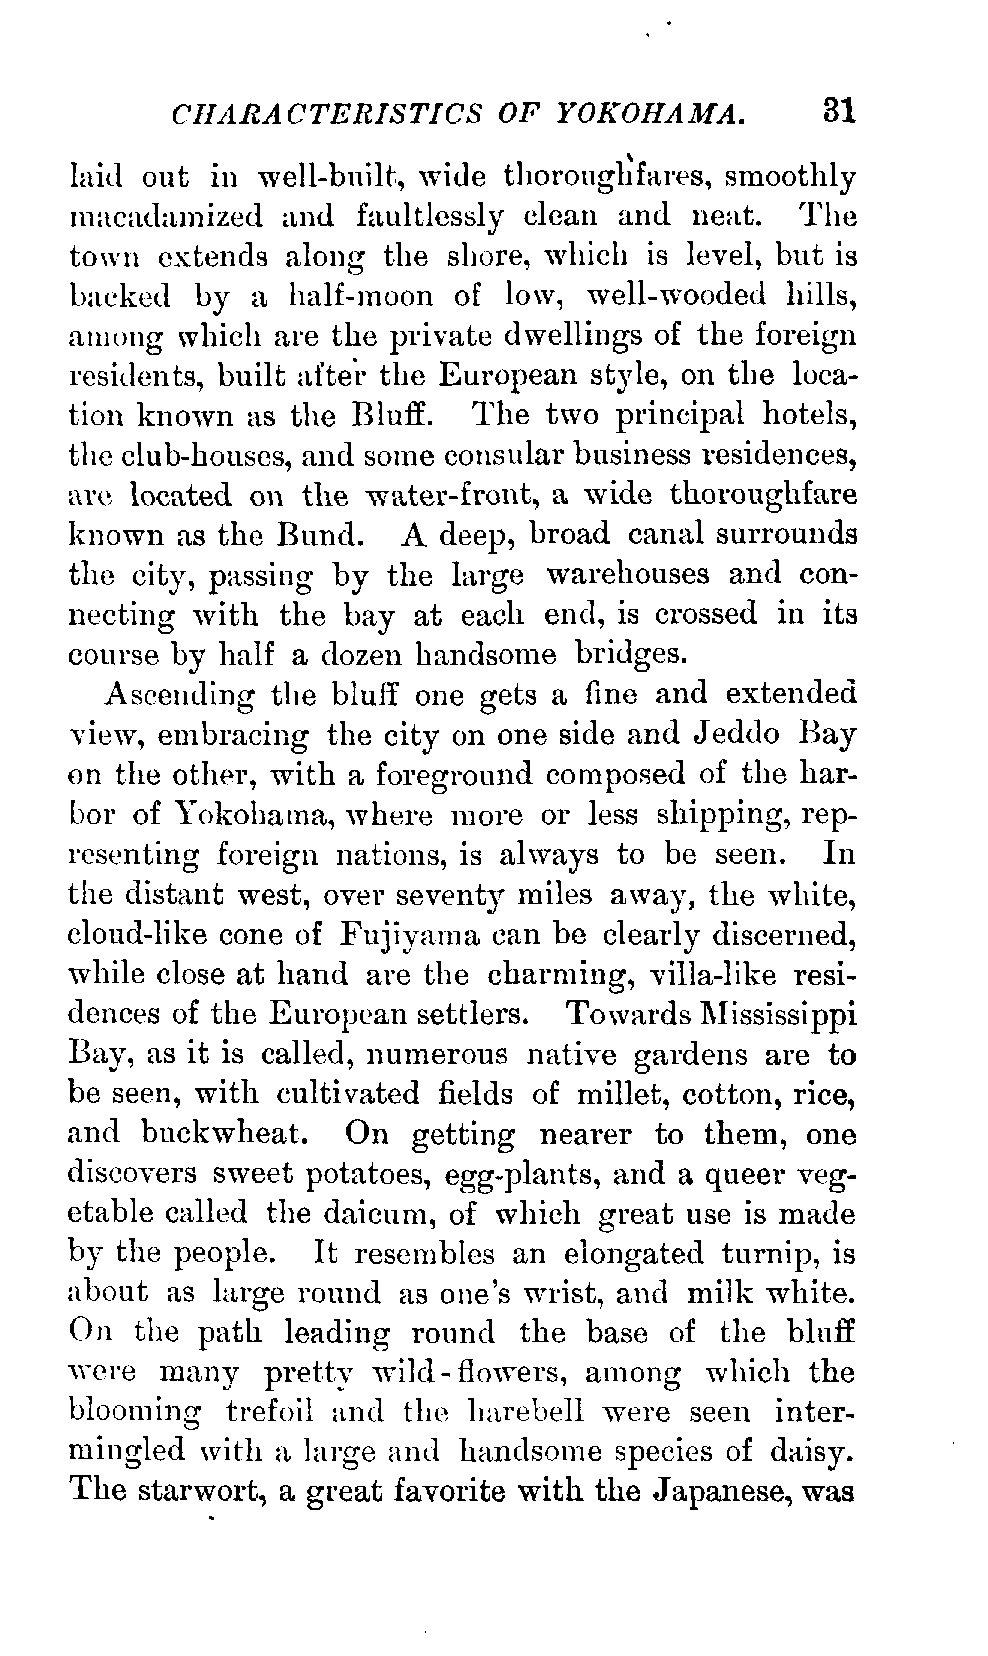 CHARACTERISTICS OF YOKOHAMA. 31
laid out in well-built, wide thoroughfares, smoothly
macadamized and faultlessly clean and neat. The
town extends along the shore, which is level, but is
backed by a half-moon of low, well-wooded hills,
among which are the private dwellings of the foreign
residents, built after the European style, on the loca-
tion known as the Bluff. The two principal hotels,
the club-houses, and some consular business residences,
are located on the water-front, a wide thoroughfare
known as the Bund. A deep, broad canal surrounds
the city, passing by the large warehouses and con-
necting with the bay at each end, is crossed in its
course by half a dozen handsome bridges.
Ascending the bluff one gets a fine and extended
view, embracing the city on one side and Jeddo Bay
on the other, with a foreground composed of the har-
bor of Yokohama, where more or less shipping, rep-
resenting foreign nations, is always to be seen. In
the distant west, over seventy miles away, the white,
cloud-like cone of Fujiyama can be clearly discerned,
while close at hand are the charming, villa-like resi-
dences of the European settlers. Towards Mississippi
Bay, as it is called, numerous native gardens are to
be seen, with cultivated fields of millet, cotton, rice,
and buckwheat. On getting nearer to them, one
discovers sweet potatoes, egg-plants, and a queer veg-
etable called the daicum, of which great use is made
by the people. It resembles an elongated turnip, is
about as large round as one's wrist, and milk white.
On the path leading round the base of the bluff
were many pretty wild-flowers, among which the
blooming trefoil and the harebell were seen inter-
mingled with a large and handsome species of daisy.
The starwort, a great favorite with the Japanese, was